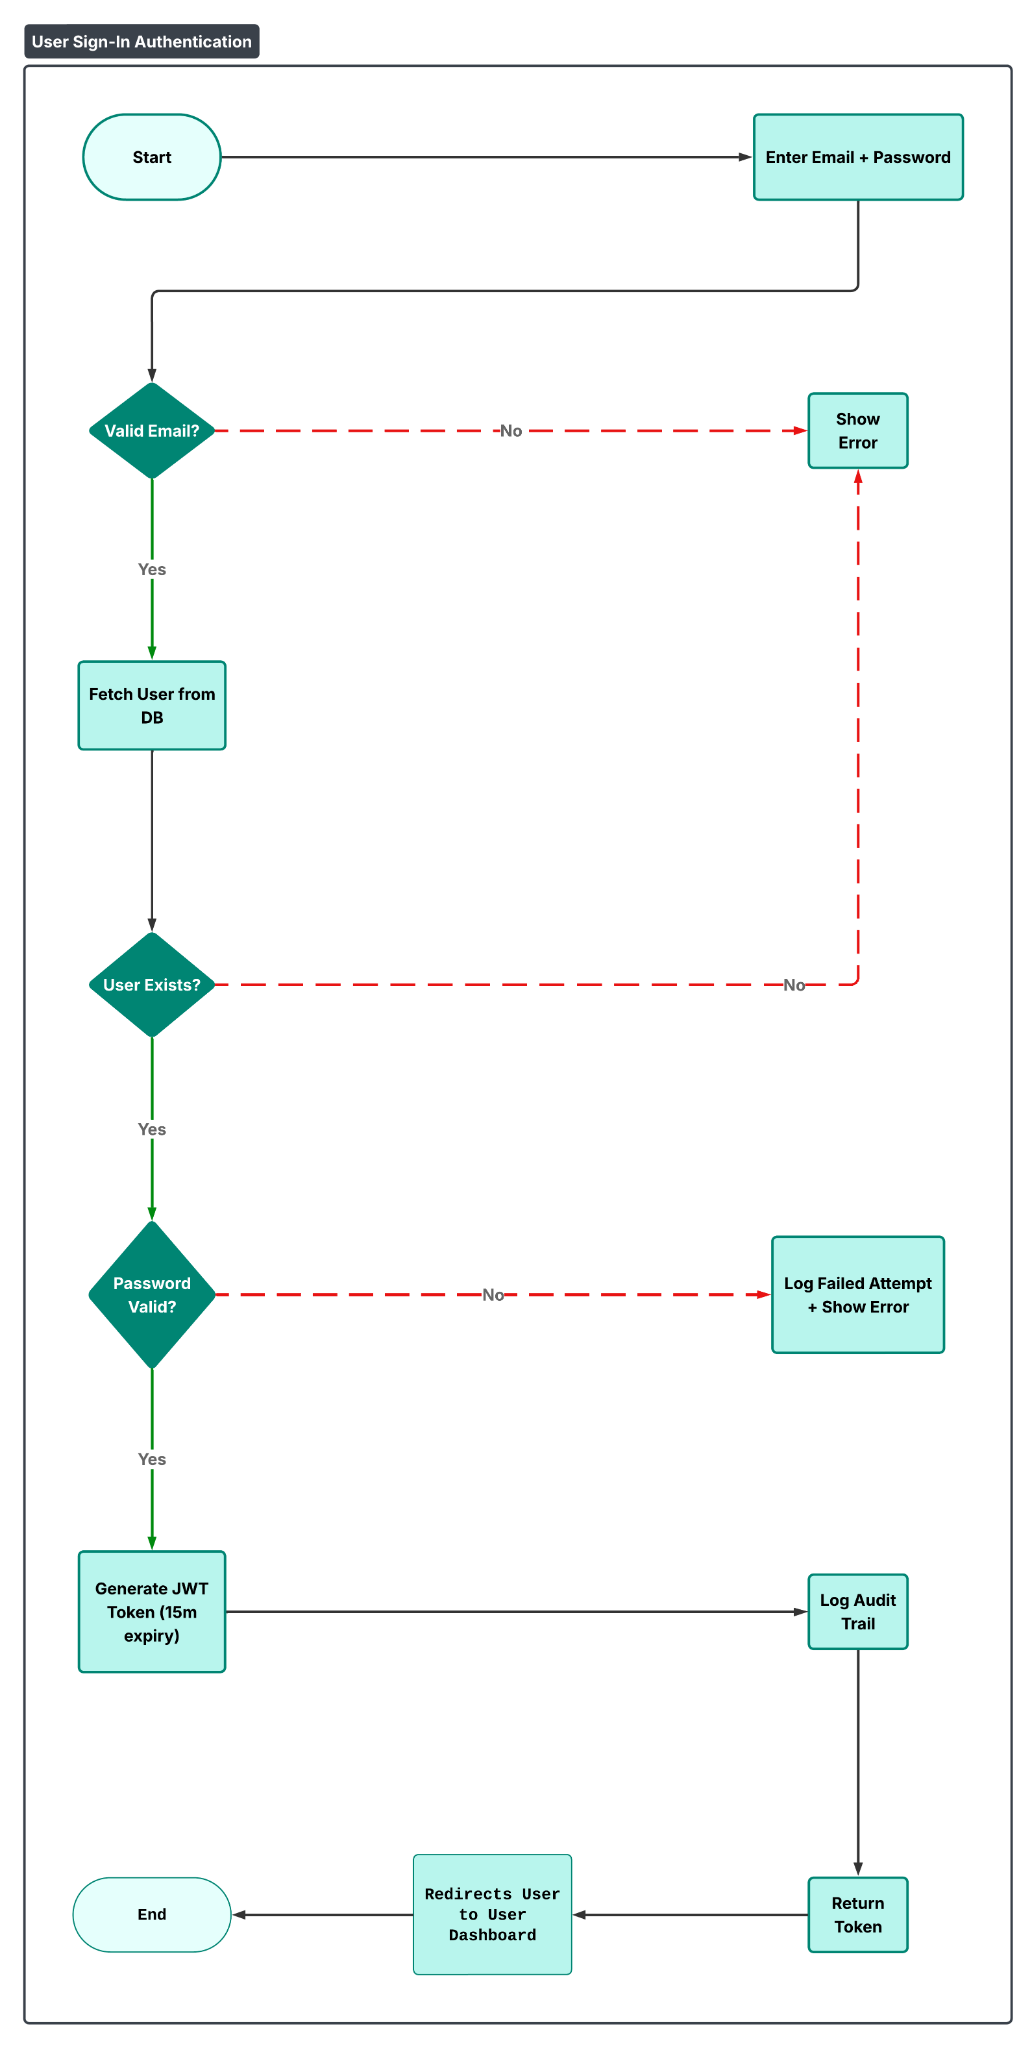 User Sign-In Authentication
Start
Enter Email + Password
Valid Email?
No
Show
Error
Yes
Fetch User from
DB
User Exists?
No
Yes
Password
Valid?
No
Log Failed Attempt
+ Show Error
Yes
Generate JWT
Token (15m
expiry)
Log Audit
Trail
Return
Token
Redirects User
to User
Dashboard
End